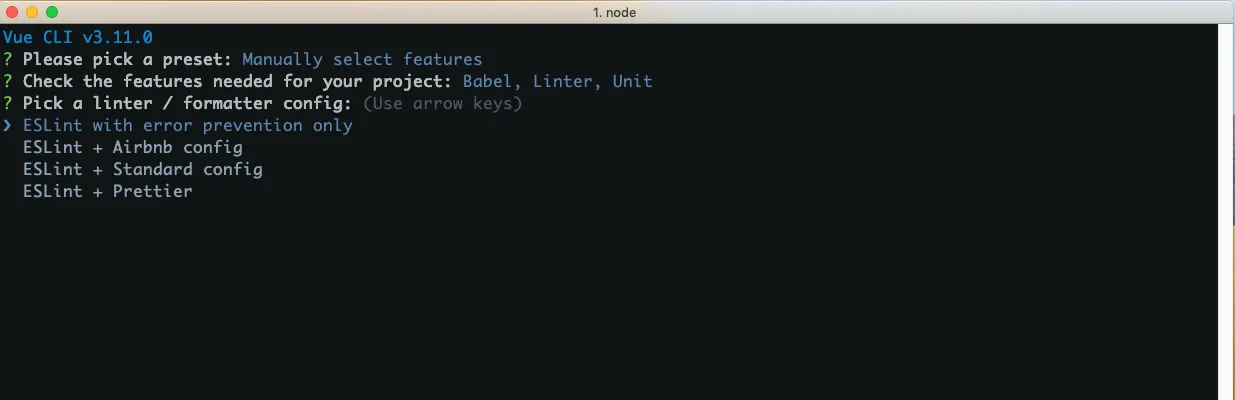 1. node
Vue CLI v3.11.0
? Please pick a preset: Manually select features
? Check the features needed for your project: Babel, Linter, Unit
? Pick a linter / formatter config: (Use arrow keys)
❯ ESLint with error prevention only
ESLint + Airbnb config
ESLint + Standard config
ESLint + Prettier